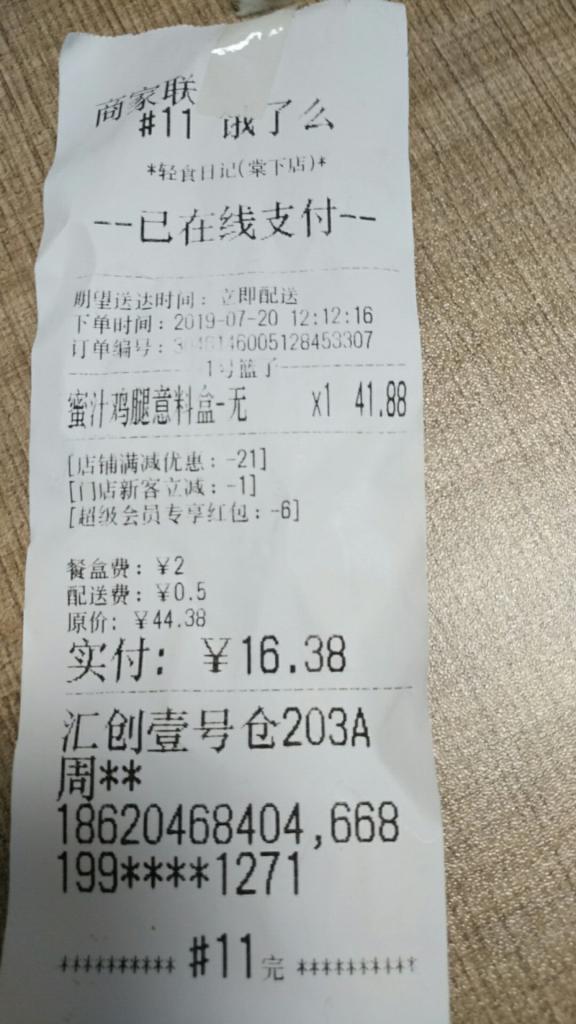 商家联
#11 饿了么
*轻食日记(棠下店)*
--已在线支付--
期望送达时间: 立即配送
下单时间: 2019-07-20 12:12:16
订单编号: 3046146005128453307
1号篮子
蜜汁鸡腿意料盒-无 x1 41.88
[店铺满减优惠: -21]
[门店新客立减: -1]
[超级会员专享红包: -6]
餐盒费: ¥2
配送费: ¥0.5
原价: ¥44.38
实付: ¥16.38
汇创壹号仓203A
周**
18620468404,668
199****1271
********** #11 完 **********